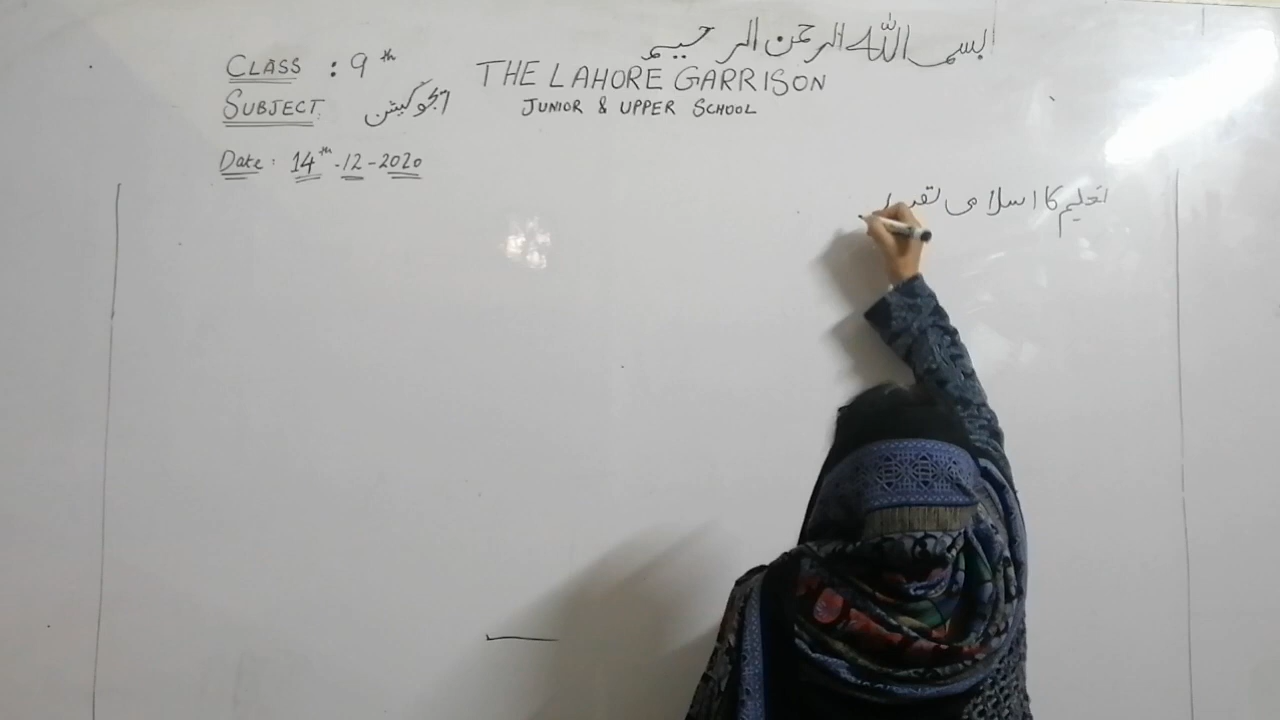 بسم اللہ الرحمن الرحیم
CLASS : 9th
THE LAHORE GARRISON
SUBJECT: ایجوکیشن
JUNIOR & UPPER SCHOOL
Date: 14th-12-2020
تعلیم کا اسلامی